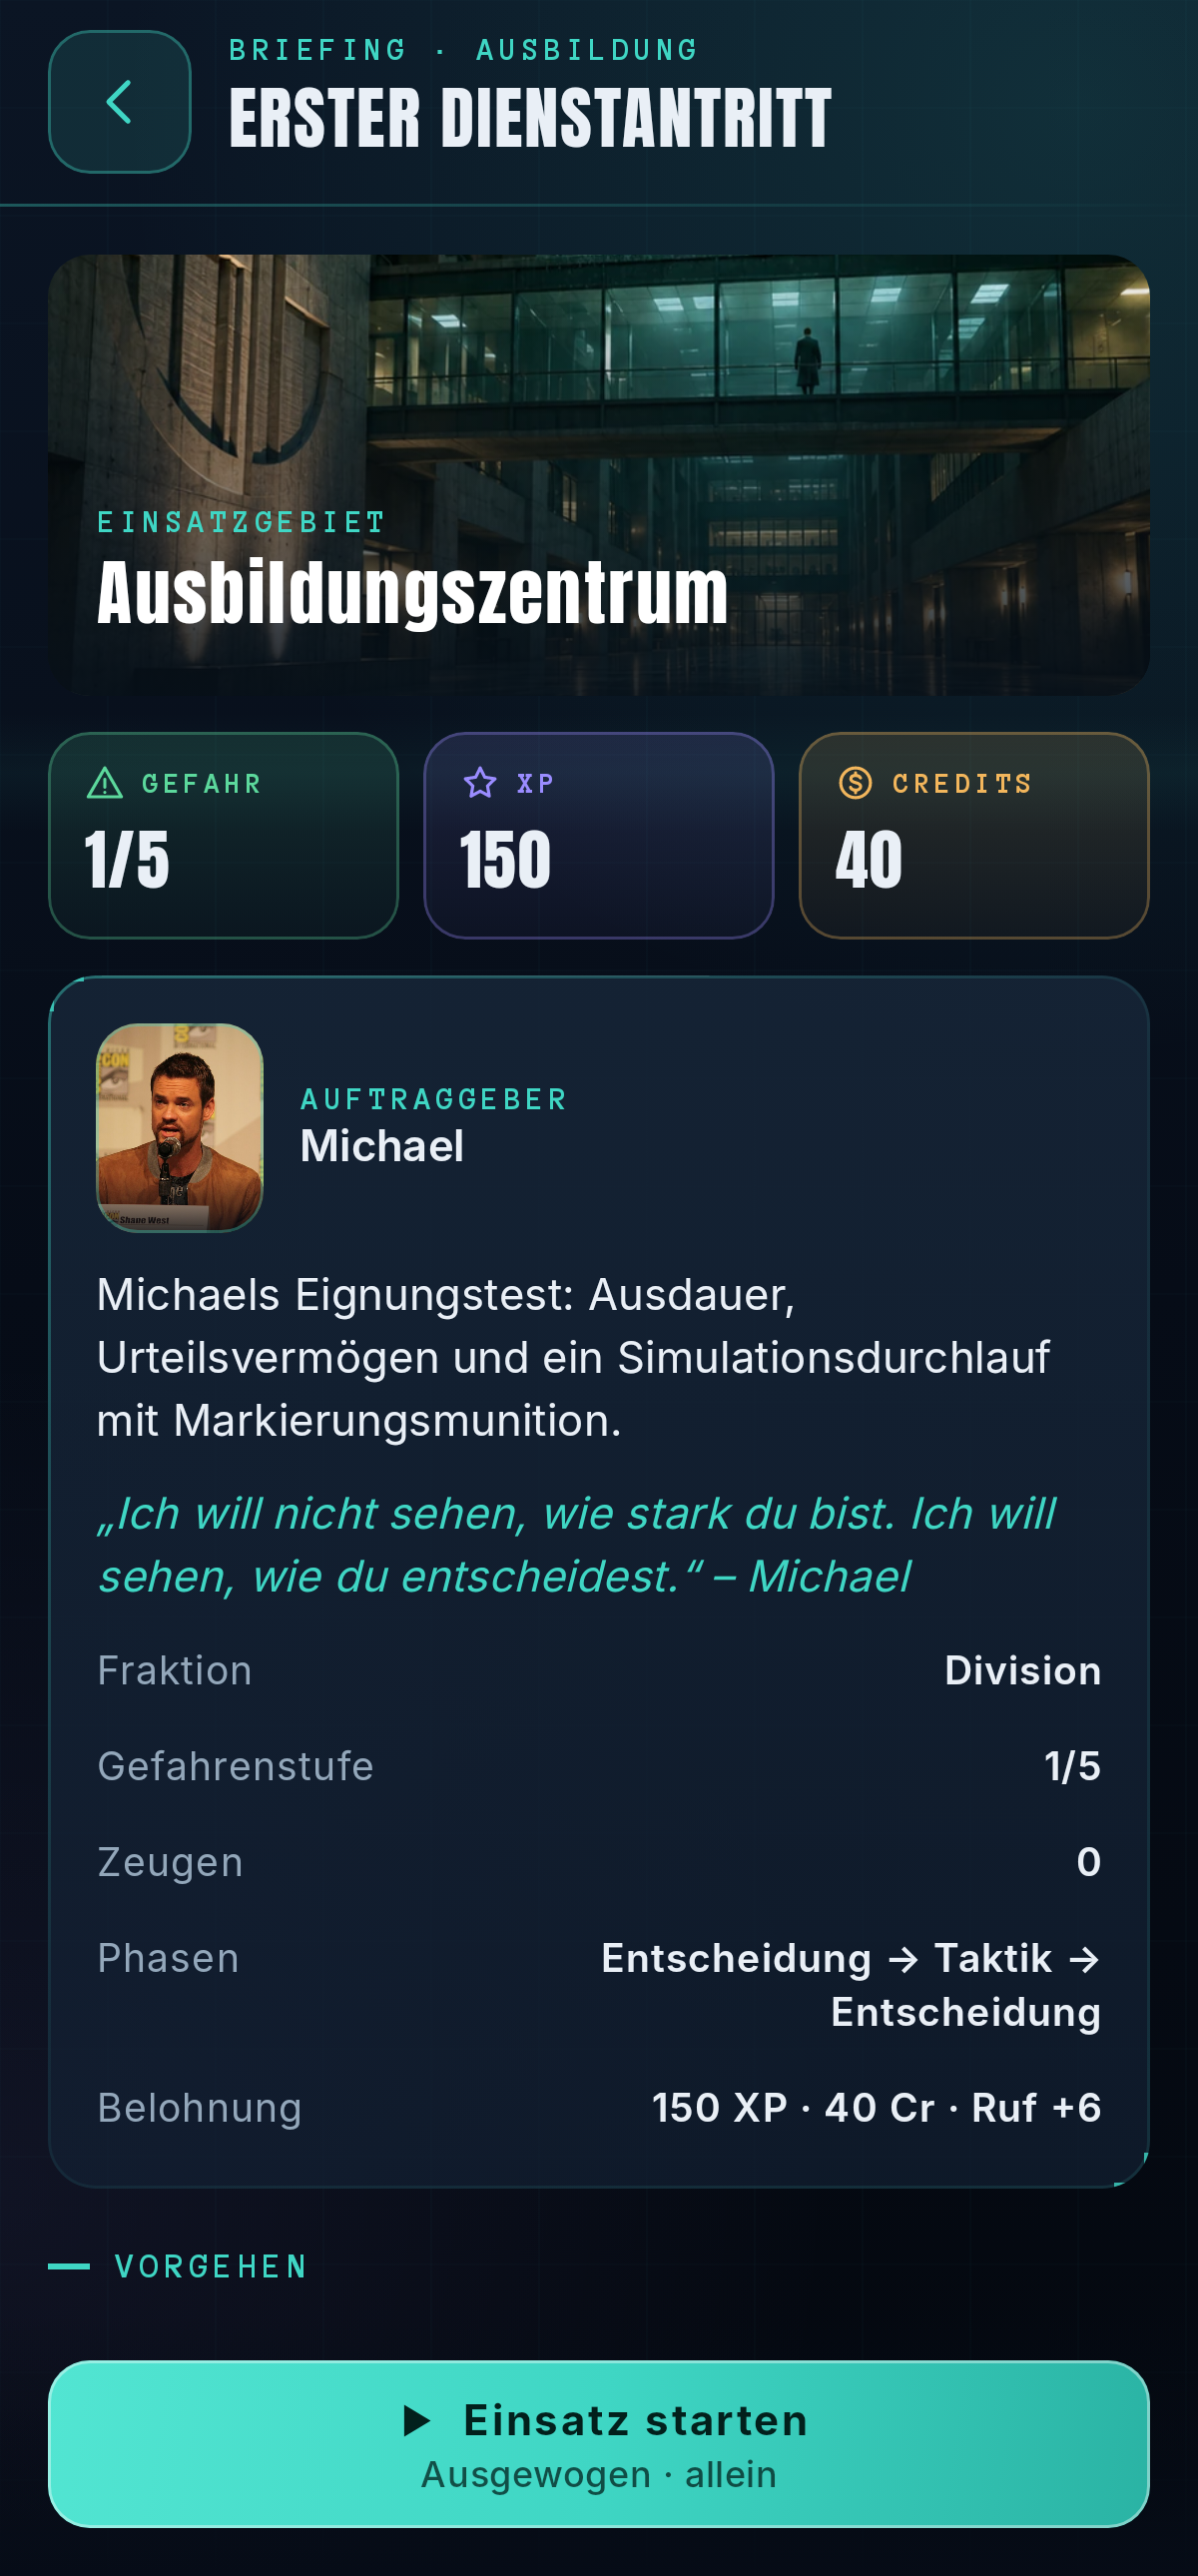 BRIEFING · AUSBILDUNG
ERSTER DIENSTANTRITT
EINSATZGEBIET
Ausbildungszentrum
GEFAHR
1/5
XP
150
CREDITS
40
CON
Shane West
AUFTRAGGEBER
Michael
Michaels Eignungstest: Ausdauer,
Urteilsvermögen und ein Simulationsdurchlauf
mit Markierungsmunition.
„Ich will nicht sehen, wie stark du bist. Ich will
sehen, wie du entscheidest.“ – Michael
Fraktion Division
Gefahrenstufe 1/5
Zeugen 0
Phasen Entscheidung → Taktik →
Entscheidung
Belohnung 150 XP · 40 Cr · Ruf +6
VORGEHEN
Einsatz starten
Ausgewogen · allein